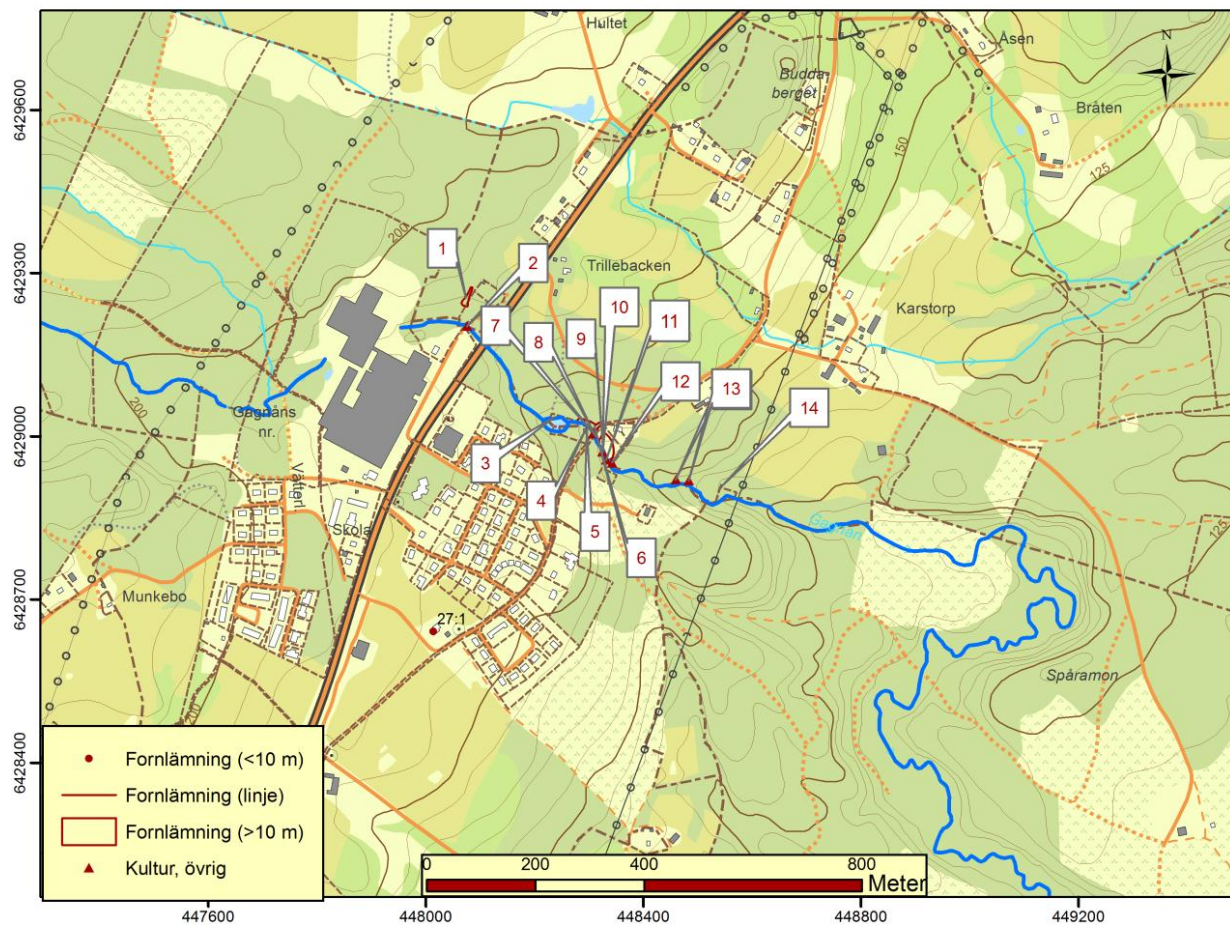 Hultet
Åsen
N
Budda-
berget
Bråten
6429600
175
150
125
200
1
2
Trillebacken
6429300
10
Karstorp
7
8
9
11
12
13
14
200
Gagnåns
nr.
6429000
3
Vätterl.
4
Skola
5
Gagnån
125
6
6428700
Munkebo
27:1
Spåramon
200
Fornlämning (<10 m)
Fornlämning (linje)
6428400
Fornlämning (>10 m)
Kultur, övrig
0 200 400 800
Meter
447600 448000 448400 448800 449200